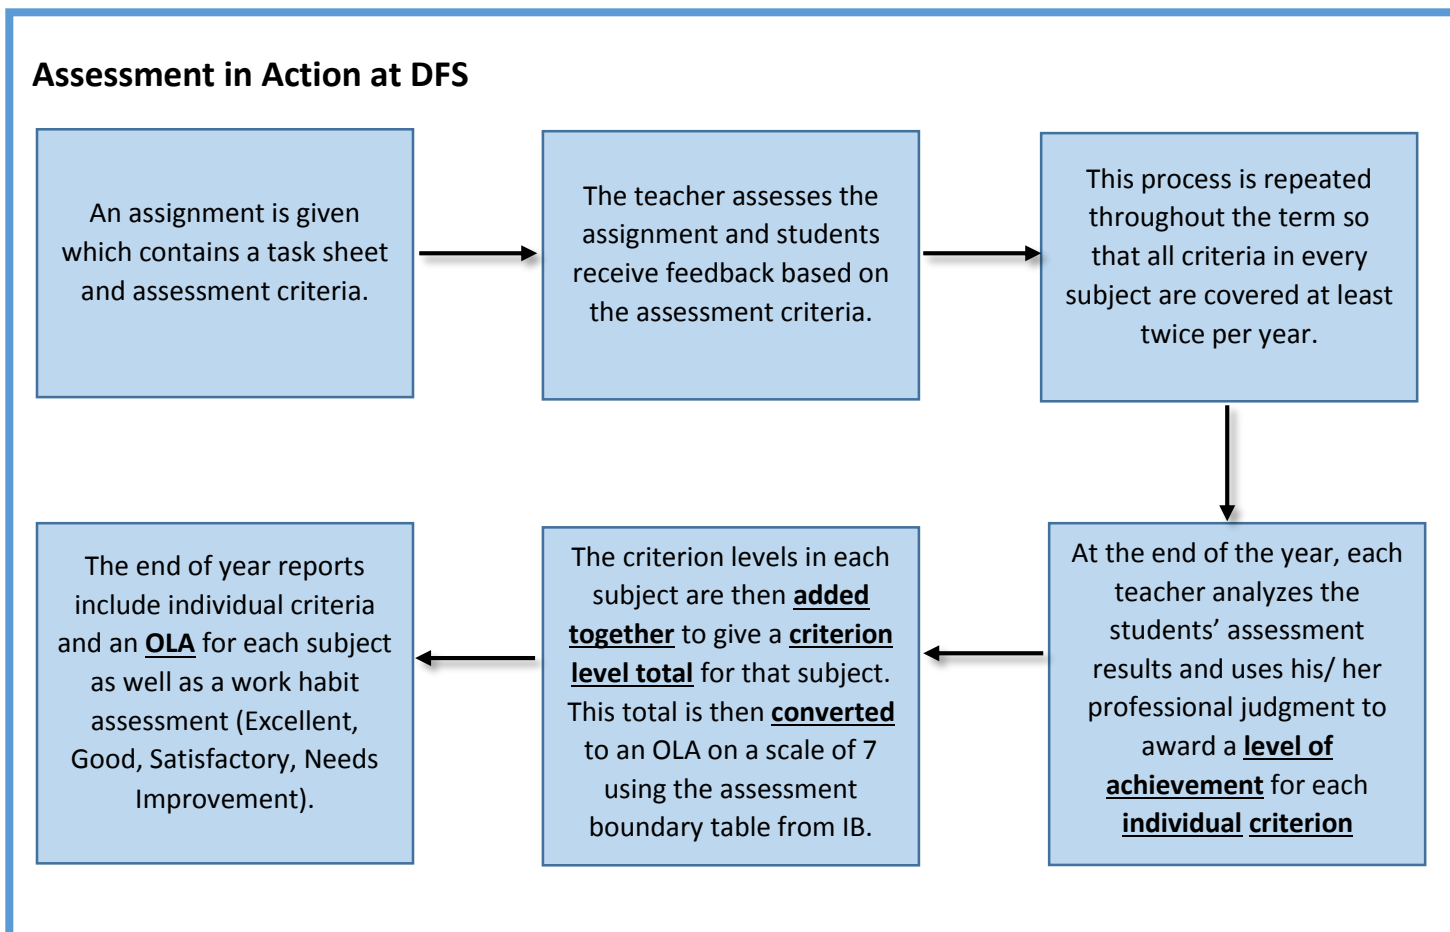 Assessment in Action at DFS
An assignment is given
which contains a task sheet
and assessment criteria.
The teacher assesses the
assignment and students
receive feedback based on
the assessment criteria.
This process is repeated
throughout the term so
that all criteria in every
subject are covered at least
twice per year.
At the end of the year, each
teacher analyzes the
students’ assessment
results and uses his/ her
professional judgment to
award a level of
achievement for each
individual criterion
The criterion levels in each
subject are then added
together to give a criterion
level total for that subject.
This total is then converted
to an OLA on a scale of 7
using the assessment
boundary table from IB.
The end of year reports
include individual criteria
and an OLA for each subject
as well as a work habit
assessment (Excellent,
Good, Satisfactory, Needs
Improvement).